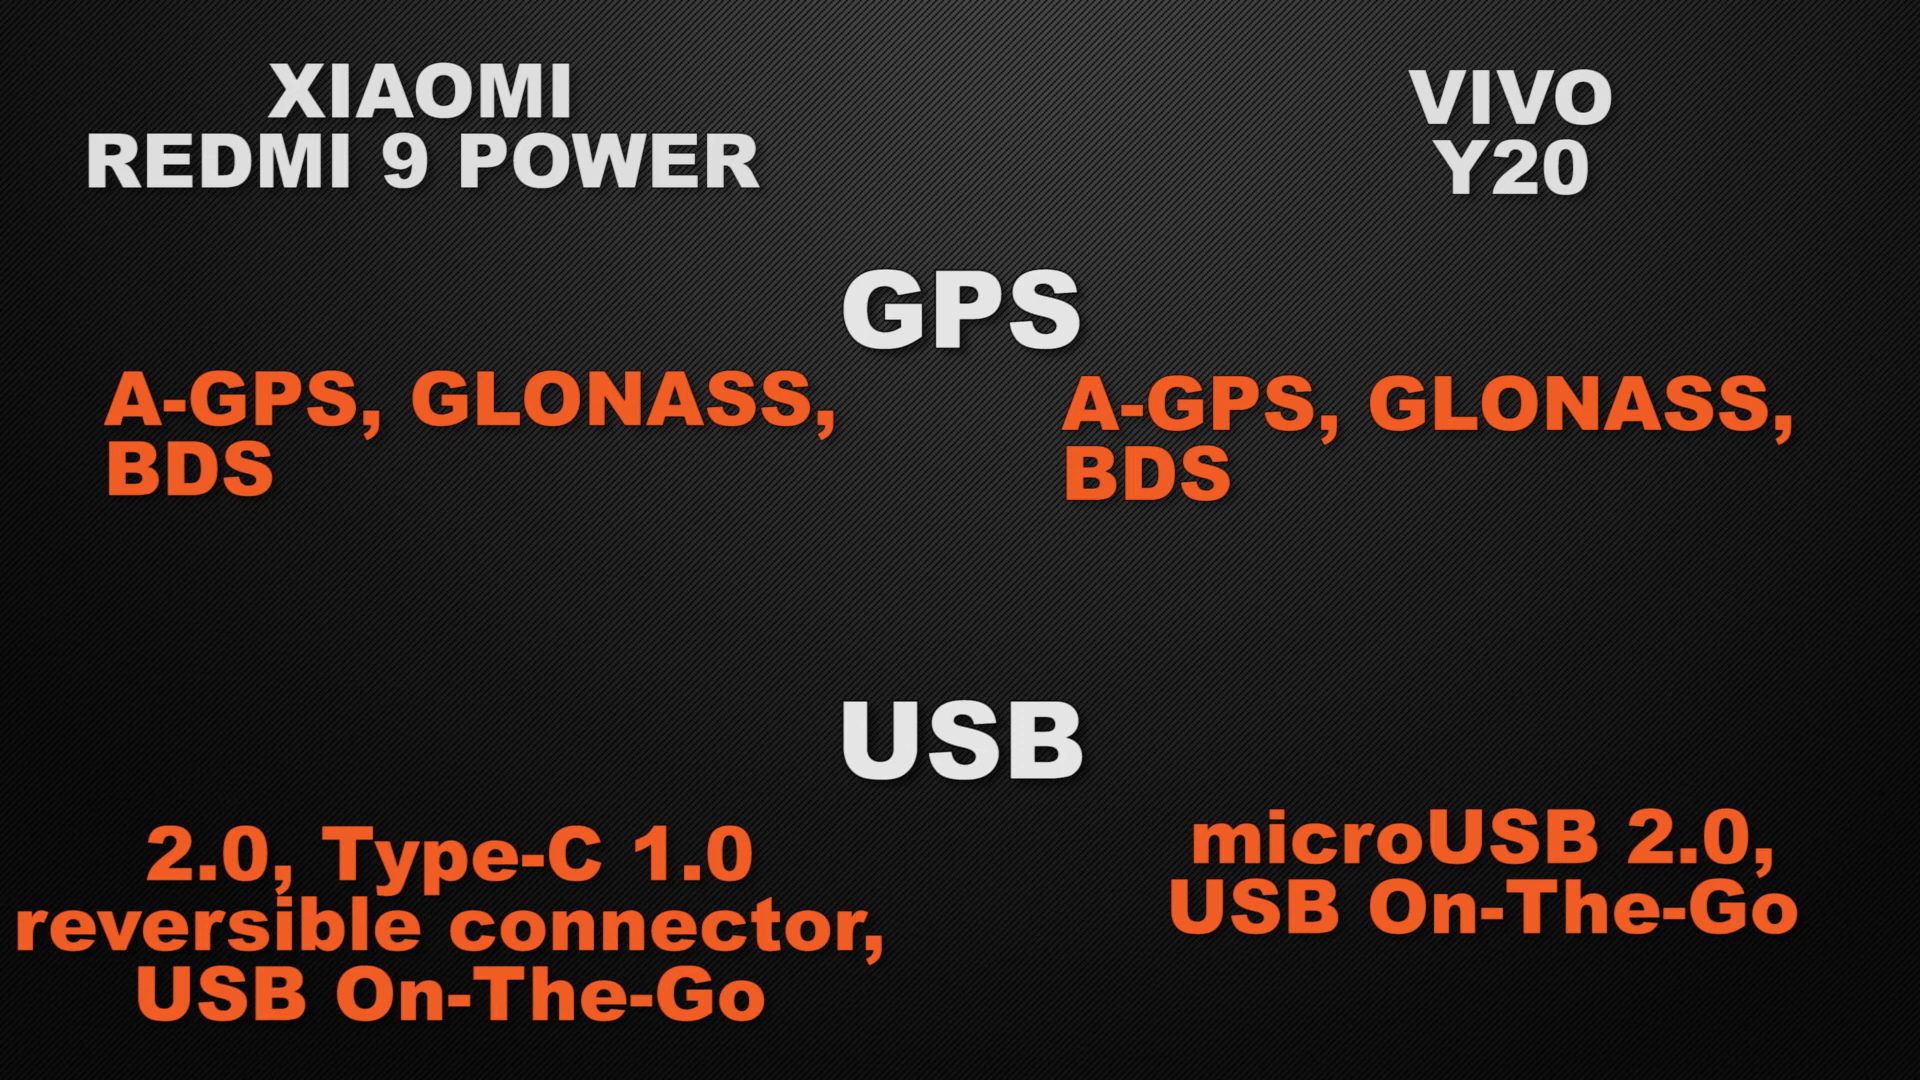 XIAOMI
REDMI 9 POWER
VIVO
Y20
GPS
A-GPS, GLONASS,
BDS
A-GPS, GLONASS,
BDS
USB
2.0, Type-C 1.0
reversible connector,
USB On-The-Go
microUSB 2.0,
USB On-The-Go